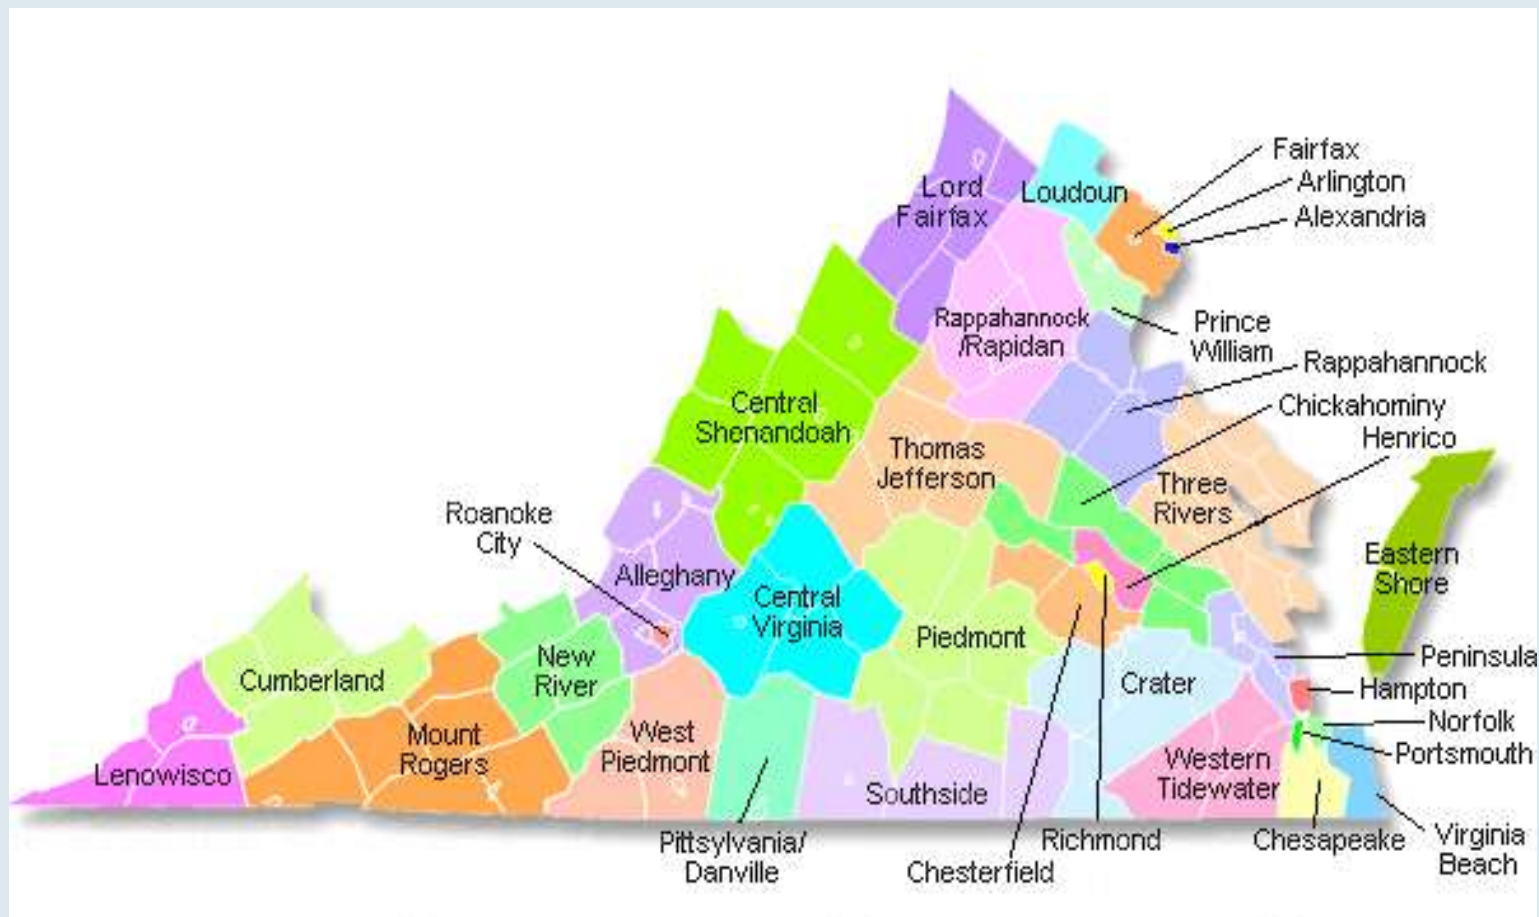 Fairfax
Arlington
Alexandria
Lord
Fairfax
Loudoun
Rappahannock
/Rapidan
Prince
William
Rappahannock
Chickahominy
Henrico
Central
Shenandoah
Thomas
Jefferson
Three
Rivers
Roanoke
City
Alleghany
Eastern
Shore
Central
Virginia
Piedmont
Cumberland
New
River
Peninsula
Crater
Hampton
Norfolk
Portsmouth
Mount
Rogers
West
Piedmont
Lenowisco
Western
Tidewater
Southside
Pittsylvania/
Danville
Chesterfield
Richmond
Chesapeake
Virginia
Beach